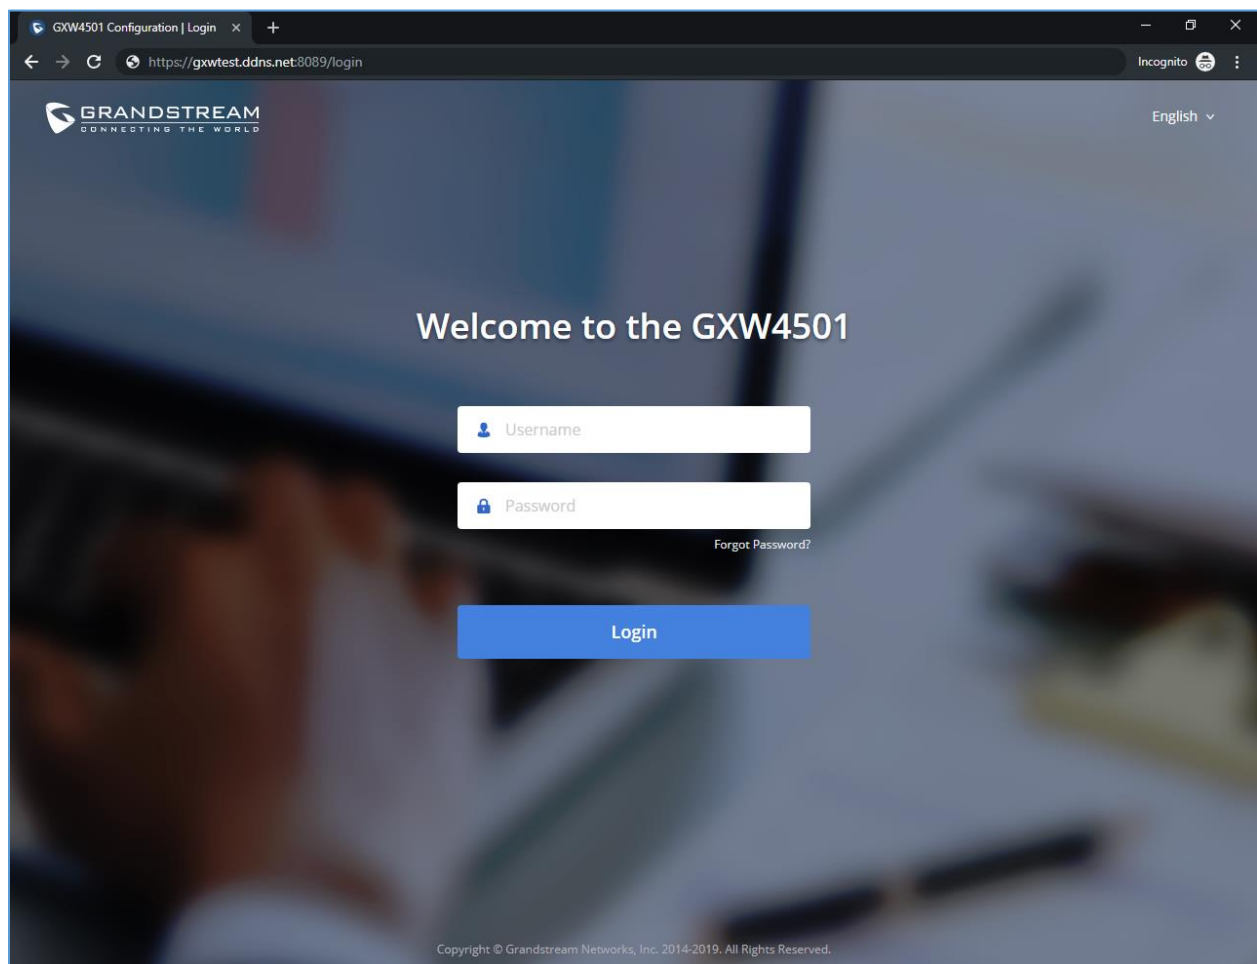 GXW4501 Configuration | Login
https://gxwtest.ddns.net:8089/login
Incognito
GRANDSTREAM
CONNECTING THE WORLD
English
Welcome to the GXW4501
Username
Password
Forgot Password?
Login
Copyright © Grandstream Networks, Inc. 2014-2019. All Rights Reserved.